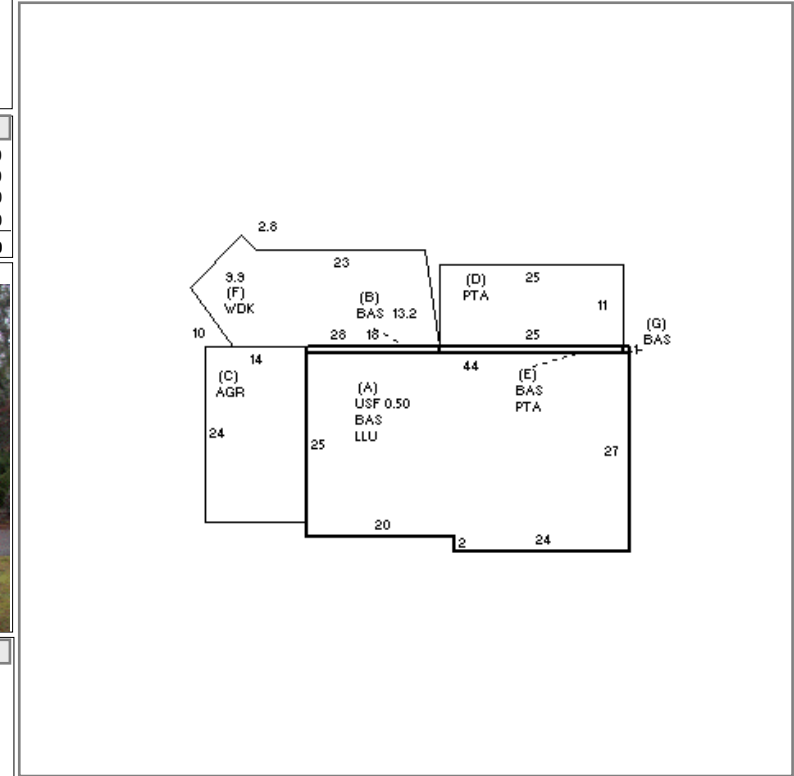 2.8
23
9.9
(F)
WDK
(B)
BAS 13.2
(D)
PTA
25
11
(G)
BAS
10
28 18
25
1
14
44
(C)
AGR
(A)
USF 0.50
BAS
LLU
(E)
BAS
PTA
24
25
27
20
2
24